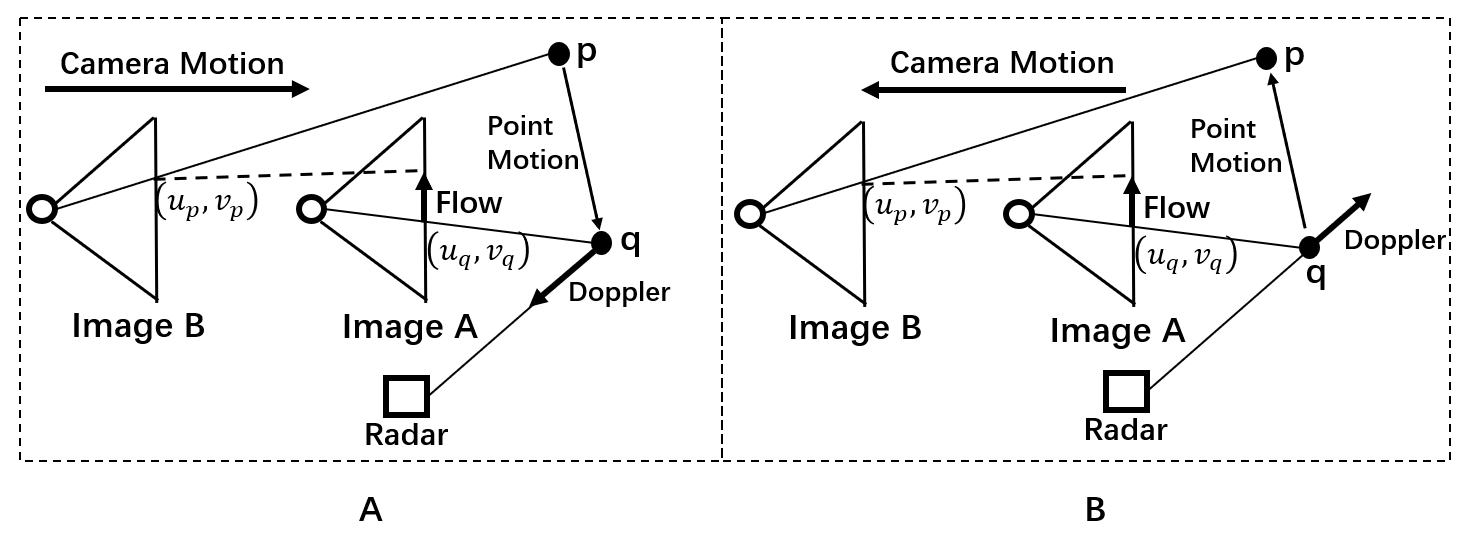 Camera Motion
p
Point
Motion
(u_p, v_p)
Flow
(u_q, v_q)
q
Doppler
Image B
Image A
Radar
A
Camera Motion
p
Point
Motion
(u_p, v_p)
Flow
(u_q, v_q)
Doppler
q
Image B
Image A
Radar
B